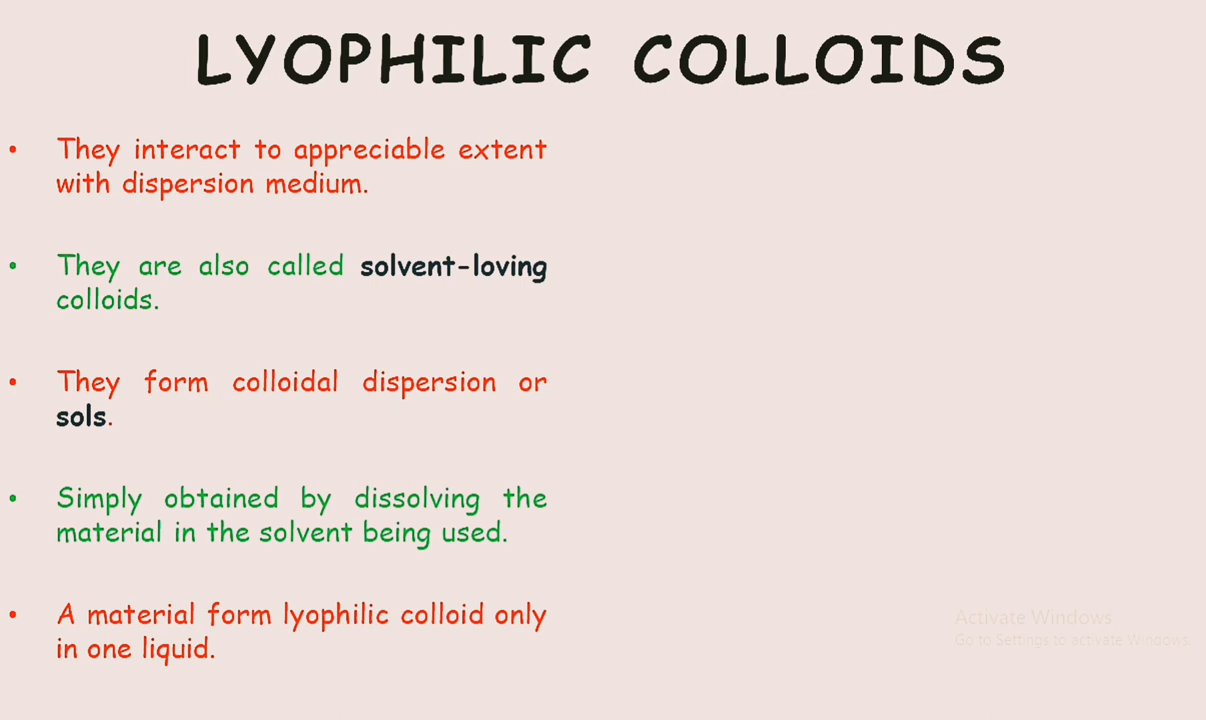 LYOPHILIC COLLOIDS
• They interact to appreciable extent
with dispersion medium.
• They are also called solvent-loving
colloids.
• They form colloidal dispersion or
sols.
• Simply obtained by dissolving the
material in the solvent being used.
• A material form lyophilic colloid only
in one liquid.
Activate Windows
Go to Settings to activate Windows.